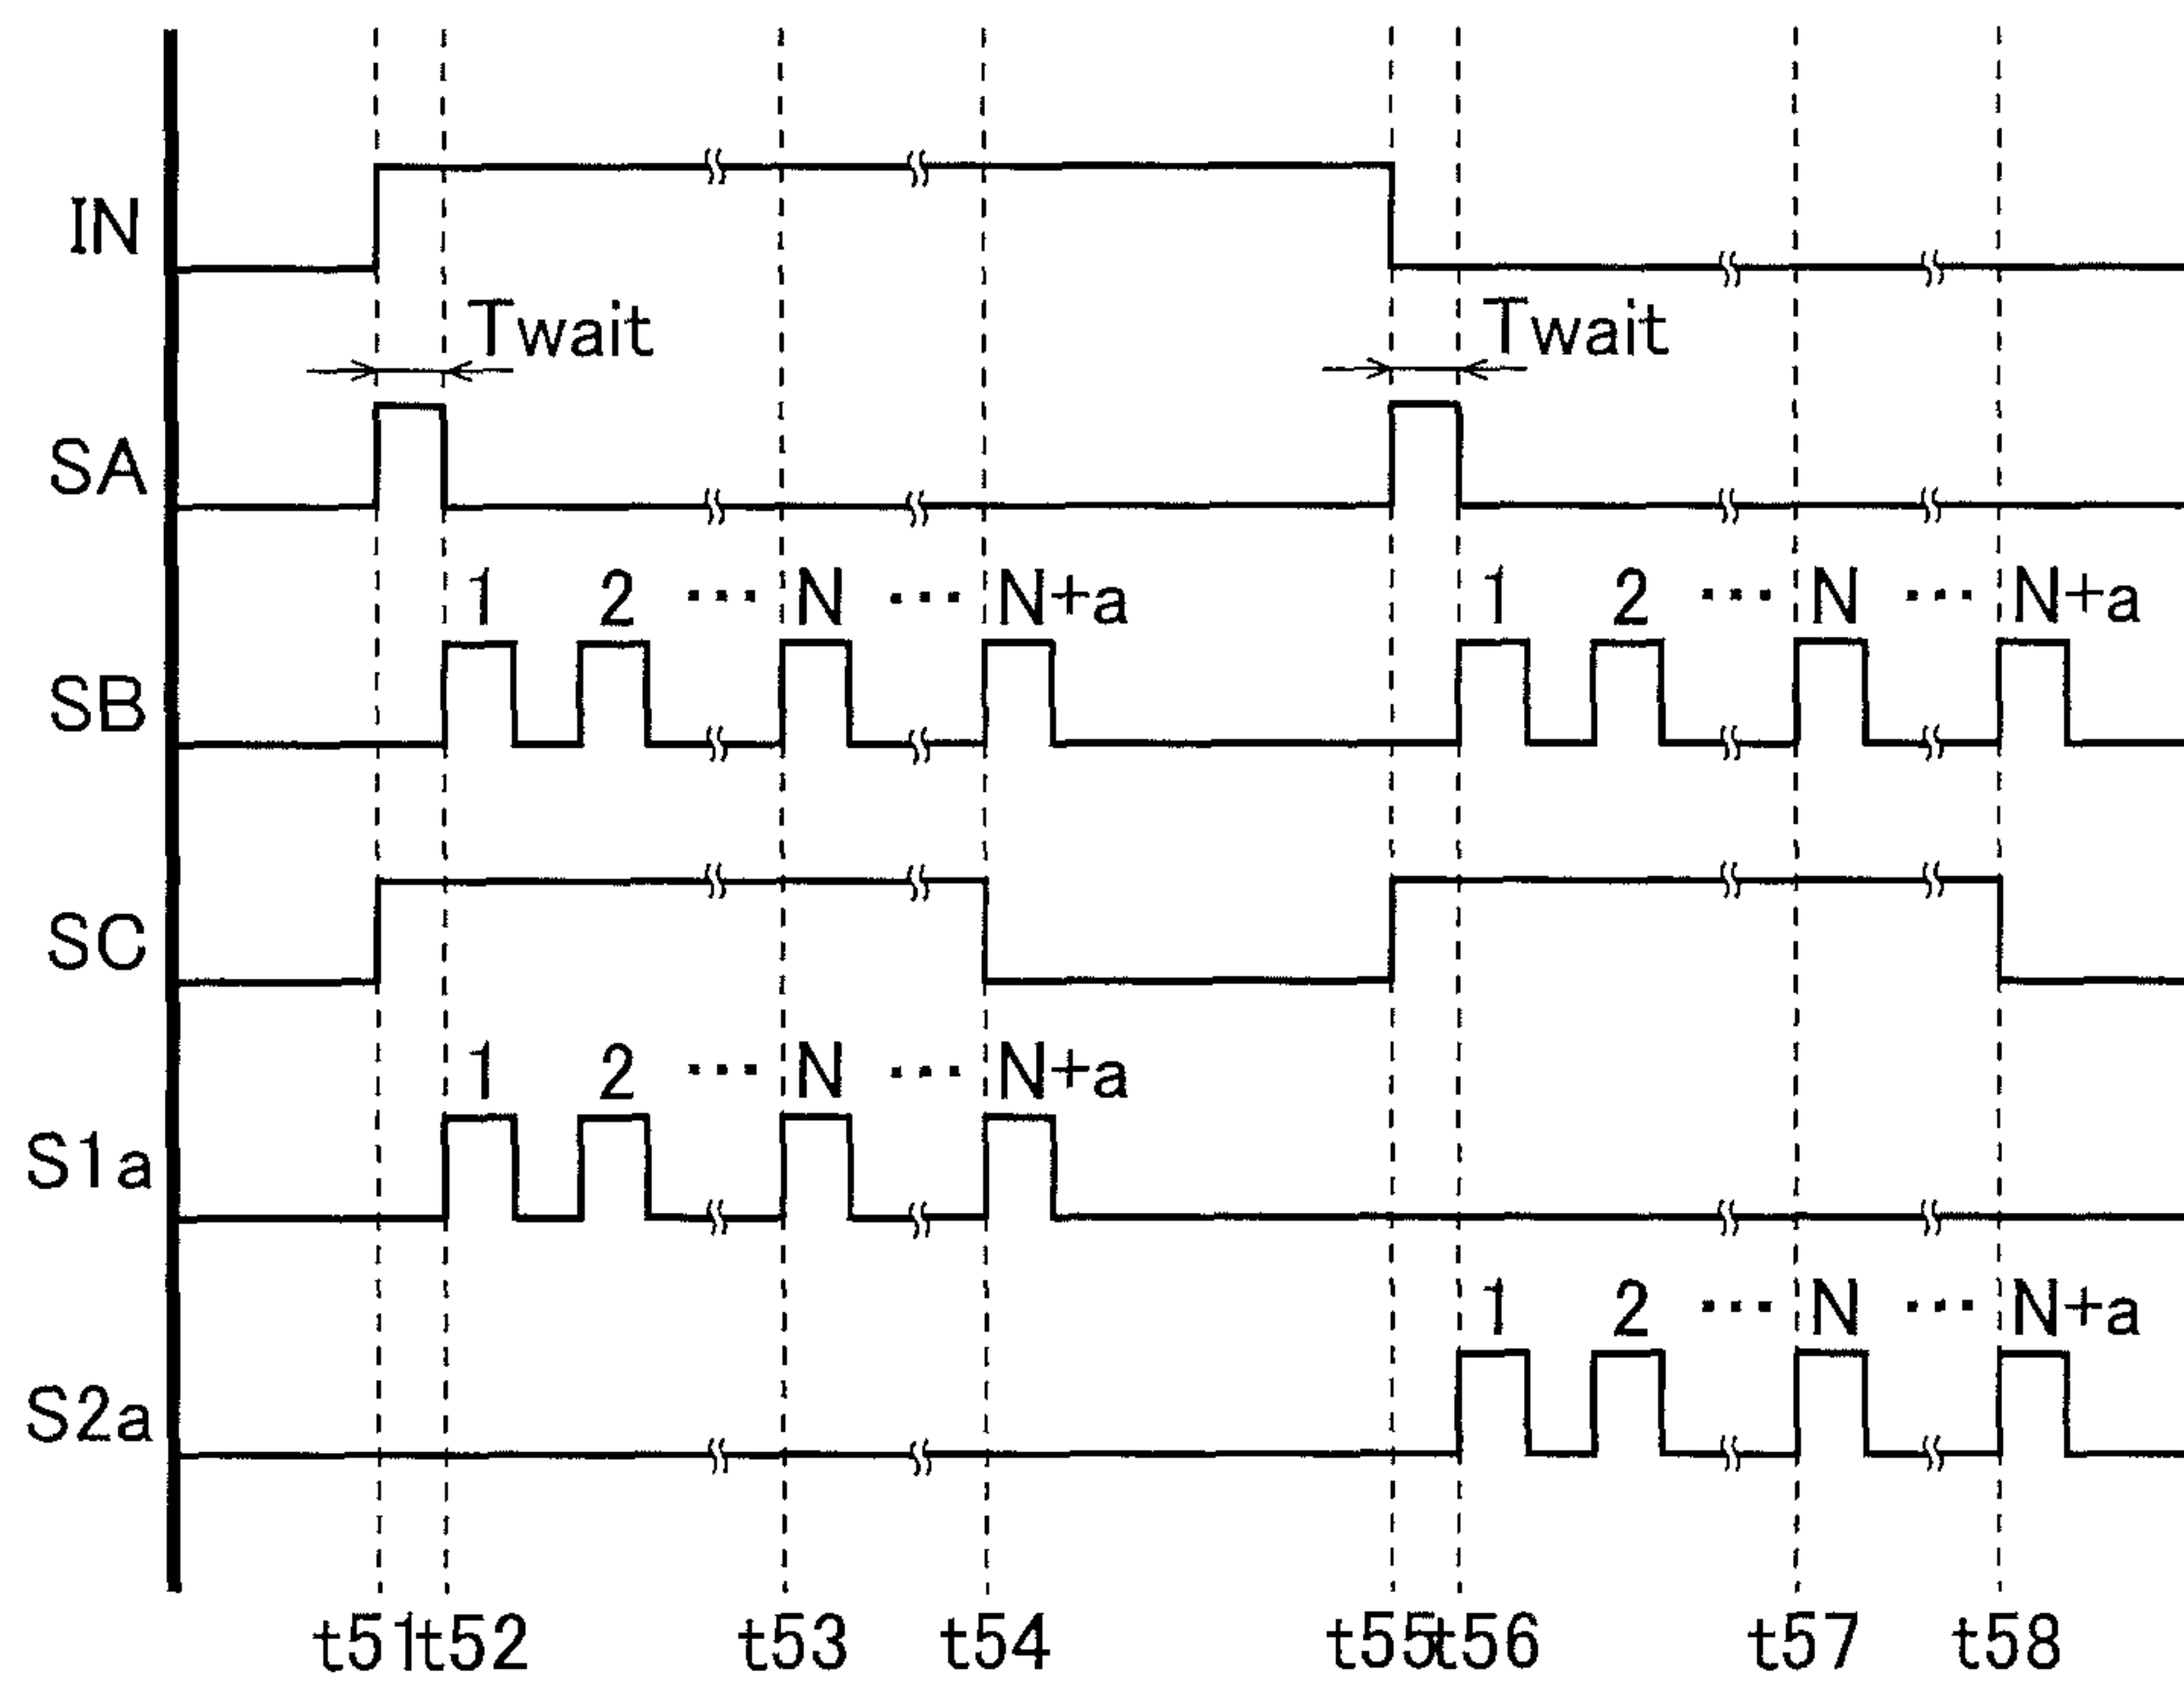 IN
Twait Twait
SA
1 2 ··· N ··· N+a 1 2 ··· N ··· N+a
SB
SC
1 2 ··· N ··· N+a
S1a
1 2 ··· N ··· N+a
S2a
t51 t52 t53 t54 t55 t56 t57 t58